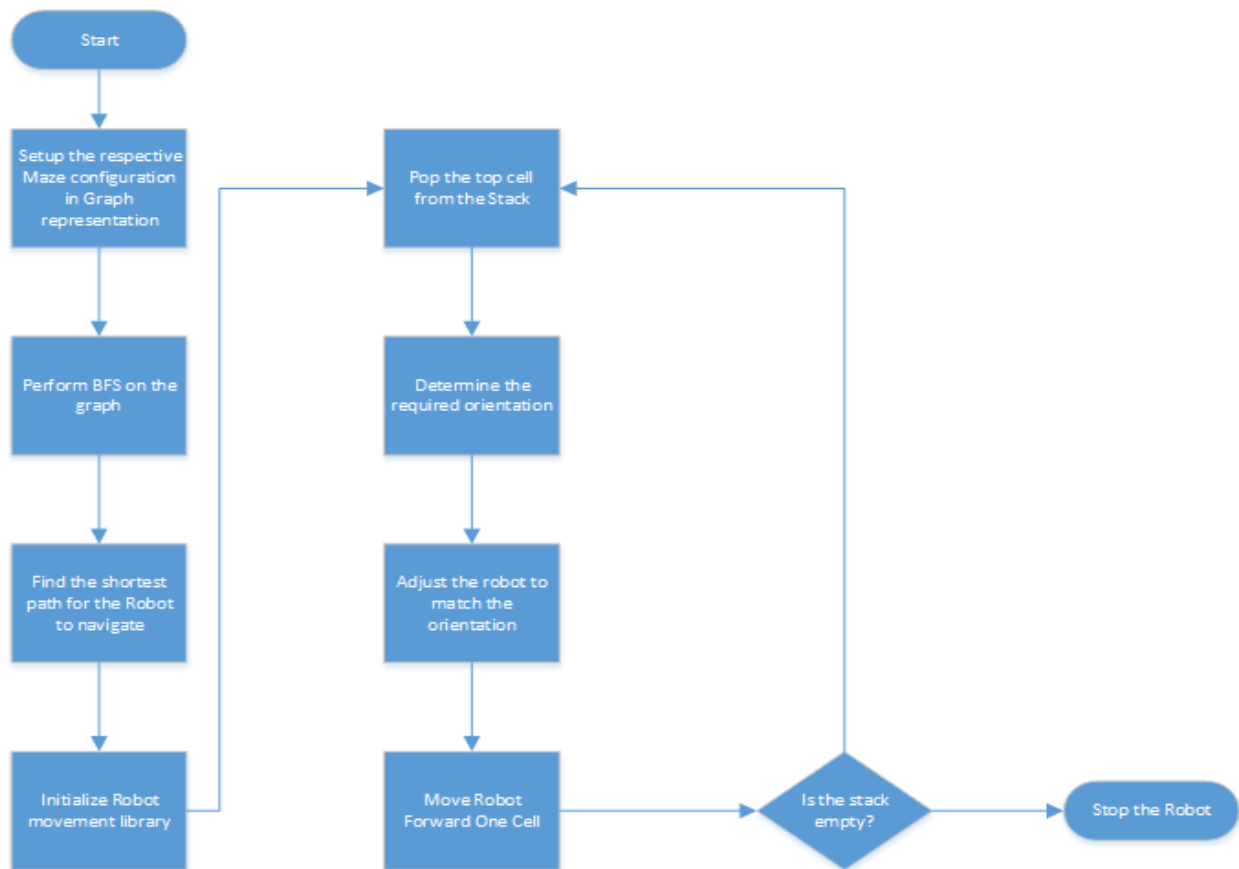 Start
Setup the respective
Maze configuration
in Graph
representation
Perform BFS on the
graph
Find the shortest
path for the Robot
to navigate
Initialize Robot
movement library
Pop the top cell
from the Stack
Determine the
required orientation
Adjust the robot to
match the
orientation
Move Robot
Forward One Cell
Is the stack
empty?
Stop the Robot